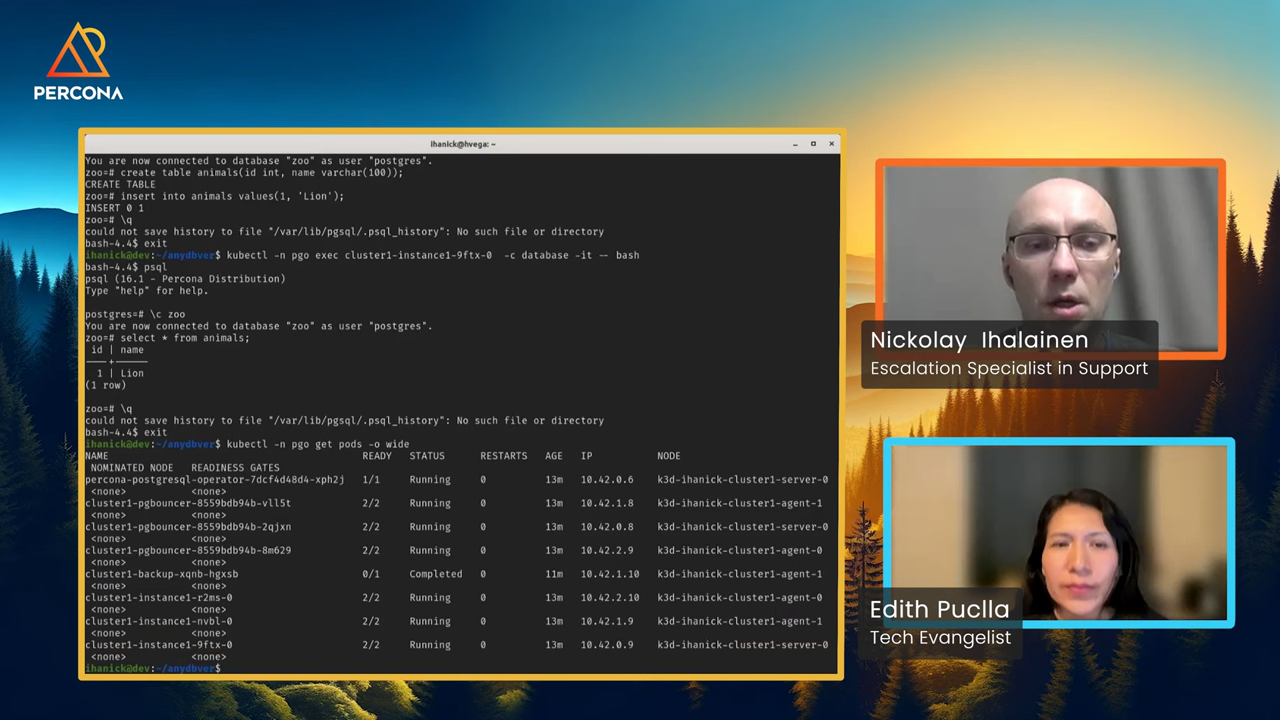 PERCONA
ihanick@hvega: ~
You are now connected to database "zoo" as user "postgres".
zoo=# create table animals(id int, name varchar(100));
CREATE TABLE
zoo=# insert into animals values(1, 'Lion');
INSERT 0 1
zoo=# \q
could not save history to file "/var/lib/pgsql/.psql_history": No such file or directory
bash-4.4$ exit
ihanick@dev:~/anydbver$ kubectl -n pgo exec cluster1-instance1-9ftx-0  -c database -it -- bash
bash-4.4$ psql
psql (16.1 - Percona Distribution)
Type "help" for help.
postgres=# \c zoo
You are now connected to database "zoo" as user "postgres".
zoo=# select * from animals;
 id | name
----+------
  1 | Lion
(1 row)
zoo=# \q
could not save history to file "/var/lib/pgsql/.psql_history": No such file or directory
bash-4.4$ exit
ihanick@dev:~/anydbver$ kubectl -n pgo get pods -o wide
NAME READY STATUS RESTARTS AGE IP NODE
NOMINATED NODE READINESS GATES
percona-postgresql-operator-7dcf4d48d4-xph2j 1/1 Running 0 13m 10.42.0.6 k3d-ihanick-cluster1-server-0
<none> <none>
cluster1-pgbouncer-8559bdb94b-vll5t 2/2 Running 0 13m 10.42.1.8 k3d-ihanick-cluster1-agent-1
<none> <none>
cluster1-pgbouncer-8559bdb94b-2qjxn 2/2 Running 0 13m 10.42.0.8 k3d-ihanick-cluster1-server-0
<none> <none>
cluster1-pgbouncer-8559bdb94b-8m629 2/2 Running 0 13m 10.42.2.9 k3d-ihanick-cluster1-agent-0
<none> <none>
cluster1-backup-xqnb-hgxsb 0/1 Completed 0 11m 10.42.1.10 k3d-ihanick-cluster1-agent-1
<none> <none>
cluster1-instance1-r2ms-0 2/2 Running 0 13m 10.42.2.10 k3d-ihanick-cluster1-agent-0
<none> <none>
cluster1-instance1-nvbl-0 2/2 Running 0 13m 10.42.1.9 k3d-ihanick-cluster1-agent-1
<none> <none>
cluster1-instance1-9ftx-0 2/2 Running 0 13m 10.42.0.9 k3d-ihanick-cluster1-server-0
<none> <none>
ihanick@dev:~/anydbver$
Nickolay Ihalainen
Escalation Specialist in Support
Edith Puclla
Tech Evangelist